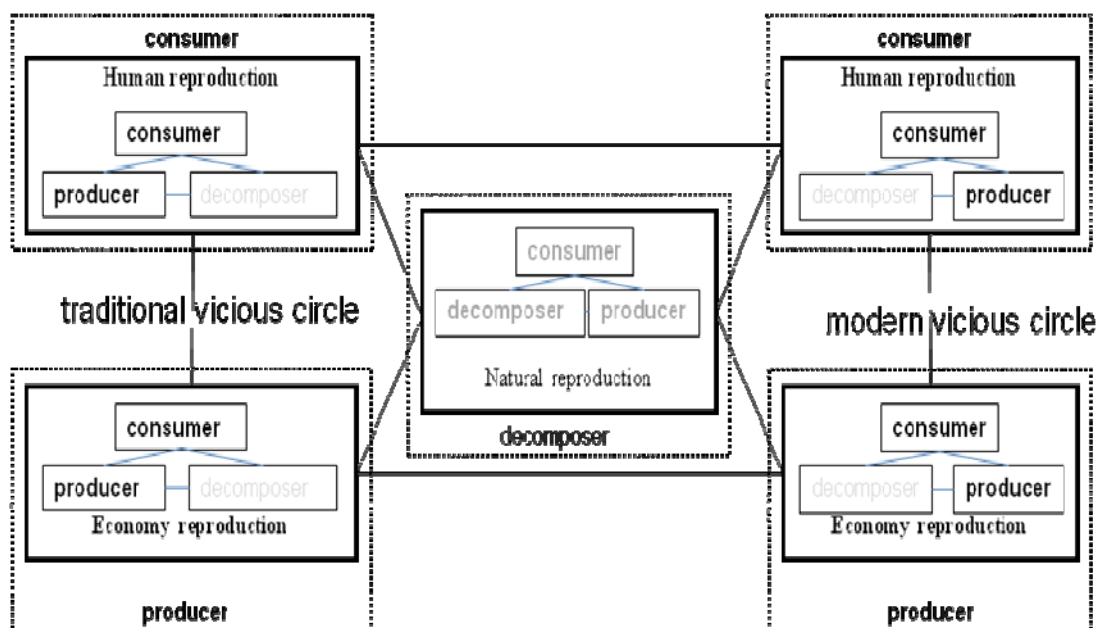 consumer
Human reproduction
consumer
producer decomposer
consumer
Human reproduction
consumer
decomposer producer
consumer
decomposer producer
Natural reproduction
decomposer
traditional vicious circle
modern vicious circle
consumer
producer decomposer
Economy reproduction
producer
consumer
decomposer producer
Economy reproduction
producer